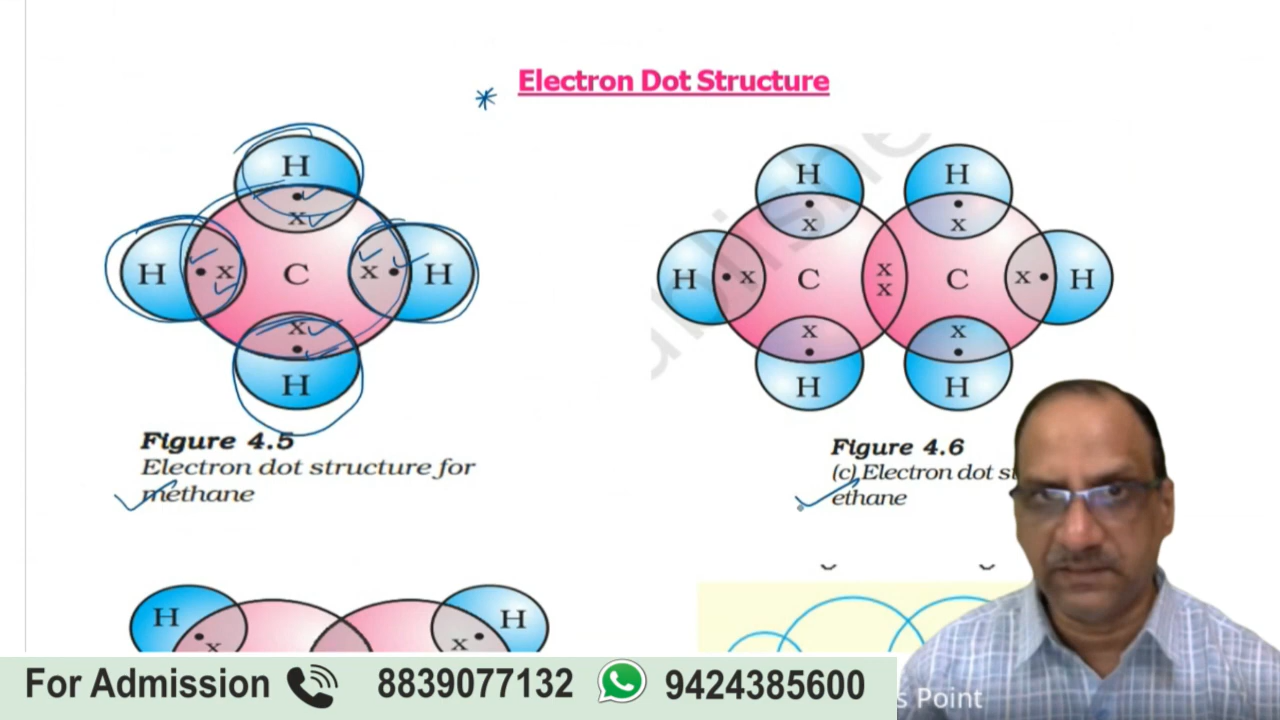 Electron Dot Structure
H
H x C x H
x
x
H
H H
x x
H x C x x C x H
x x
H H
Figure 4.5
Electron dot structure for
methane
Figure 4.6
(c) Electron dot
ethane
H H
x x
For Admission 8839077132 9424385600
s Point